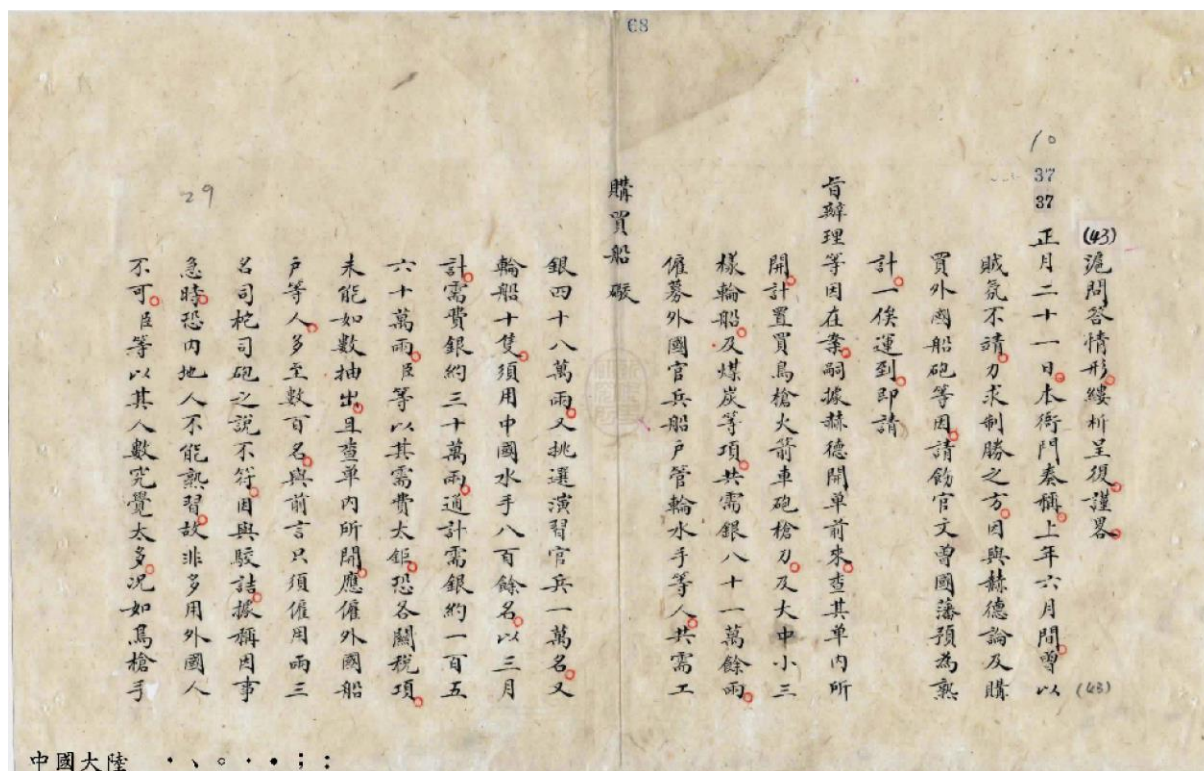 68
(43)滬問答情形。縷析呈復。謹畧。
(43)
10
37
37
正月二十一日。本衙門奏稱。上年六月間。曾以
賊氛不靖。力求制勝之方。因與赫德論及購
買外國船砲等因。請飭官文曾國藩預為熟
計。一俟運到。即請
旨辦理等因在案。嗣據赫德開單前來。查其單内所
開。計置買鳥槍火箭車砲槍刀。及大中小三
樣輪船。及煤炭等項。共需銀八十一萬餘兩。
僱募外國官兵船戶管輪水手等人。共需工
購買船礮
銀四十八萬兩。又挑選演習官兵一萬名。又
輪船十隻。須用中國水手八百餘名。以三月
計。需費銀約三十萬兩。通計需銀約一百五
六十萬兩。臣等以其需費太鉅。恐各關稅項。
未能如數抽出。且查單内所開。應僱外國船
戶等人。多至數百名。與前言只須僱用兩三
名司柁司砲之說不符。因與駁詰。據稱因事
29
急時。恐内地人不能熟習。故非多用外國人
不可。臣等以其人數究覺太多。況如鳥槍手
中國大陸 ・、。・•；：